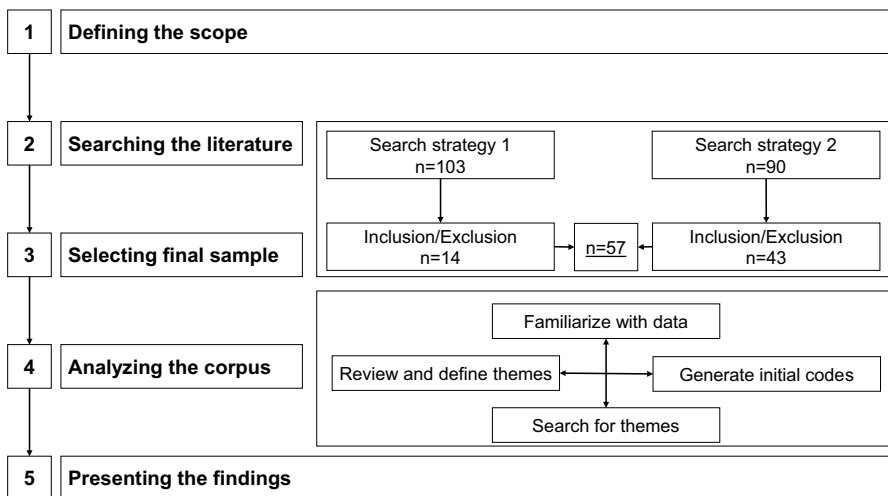 1
Defining the scope
2
Searching the literature
Search strategy 1
n=103
Search strategy 2
n=90
3
Selecting final sample
Inclusion/Exclusion
n=14
n=57
Inclusion/Exclusion
n=43
4
Analyzing the corpus
Familiarize with data
Review and define themes
Generate initial codes
Search for themes
5
Presenting the findings